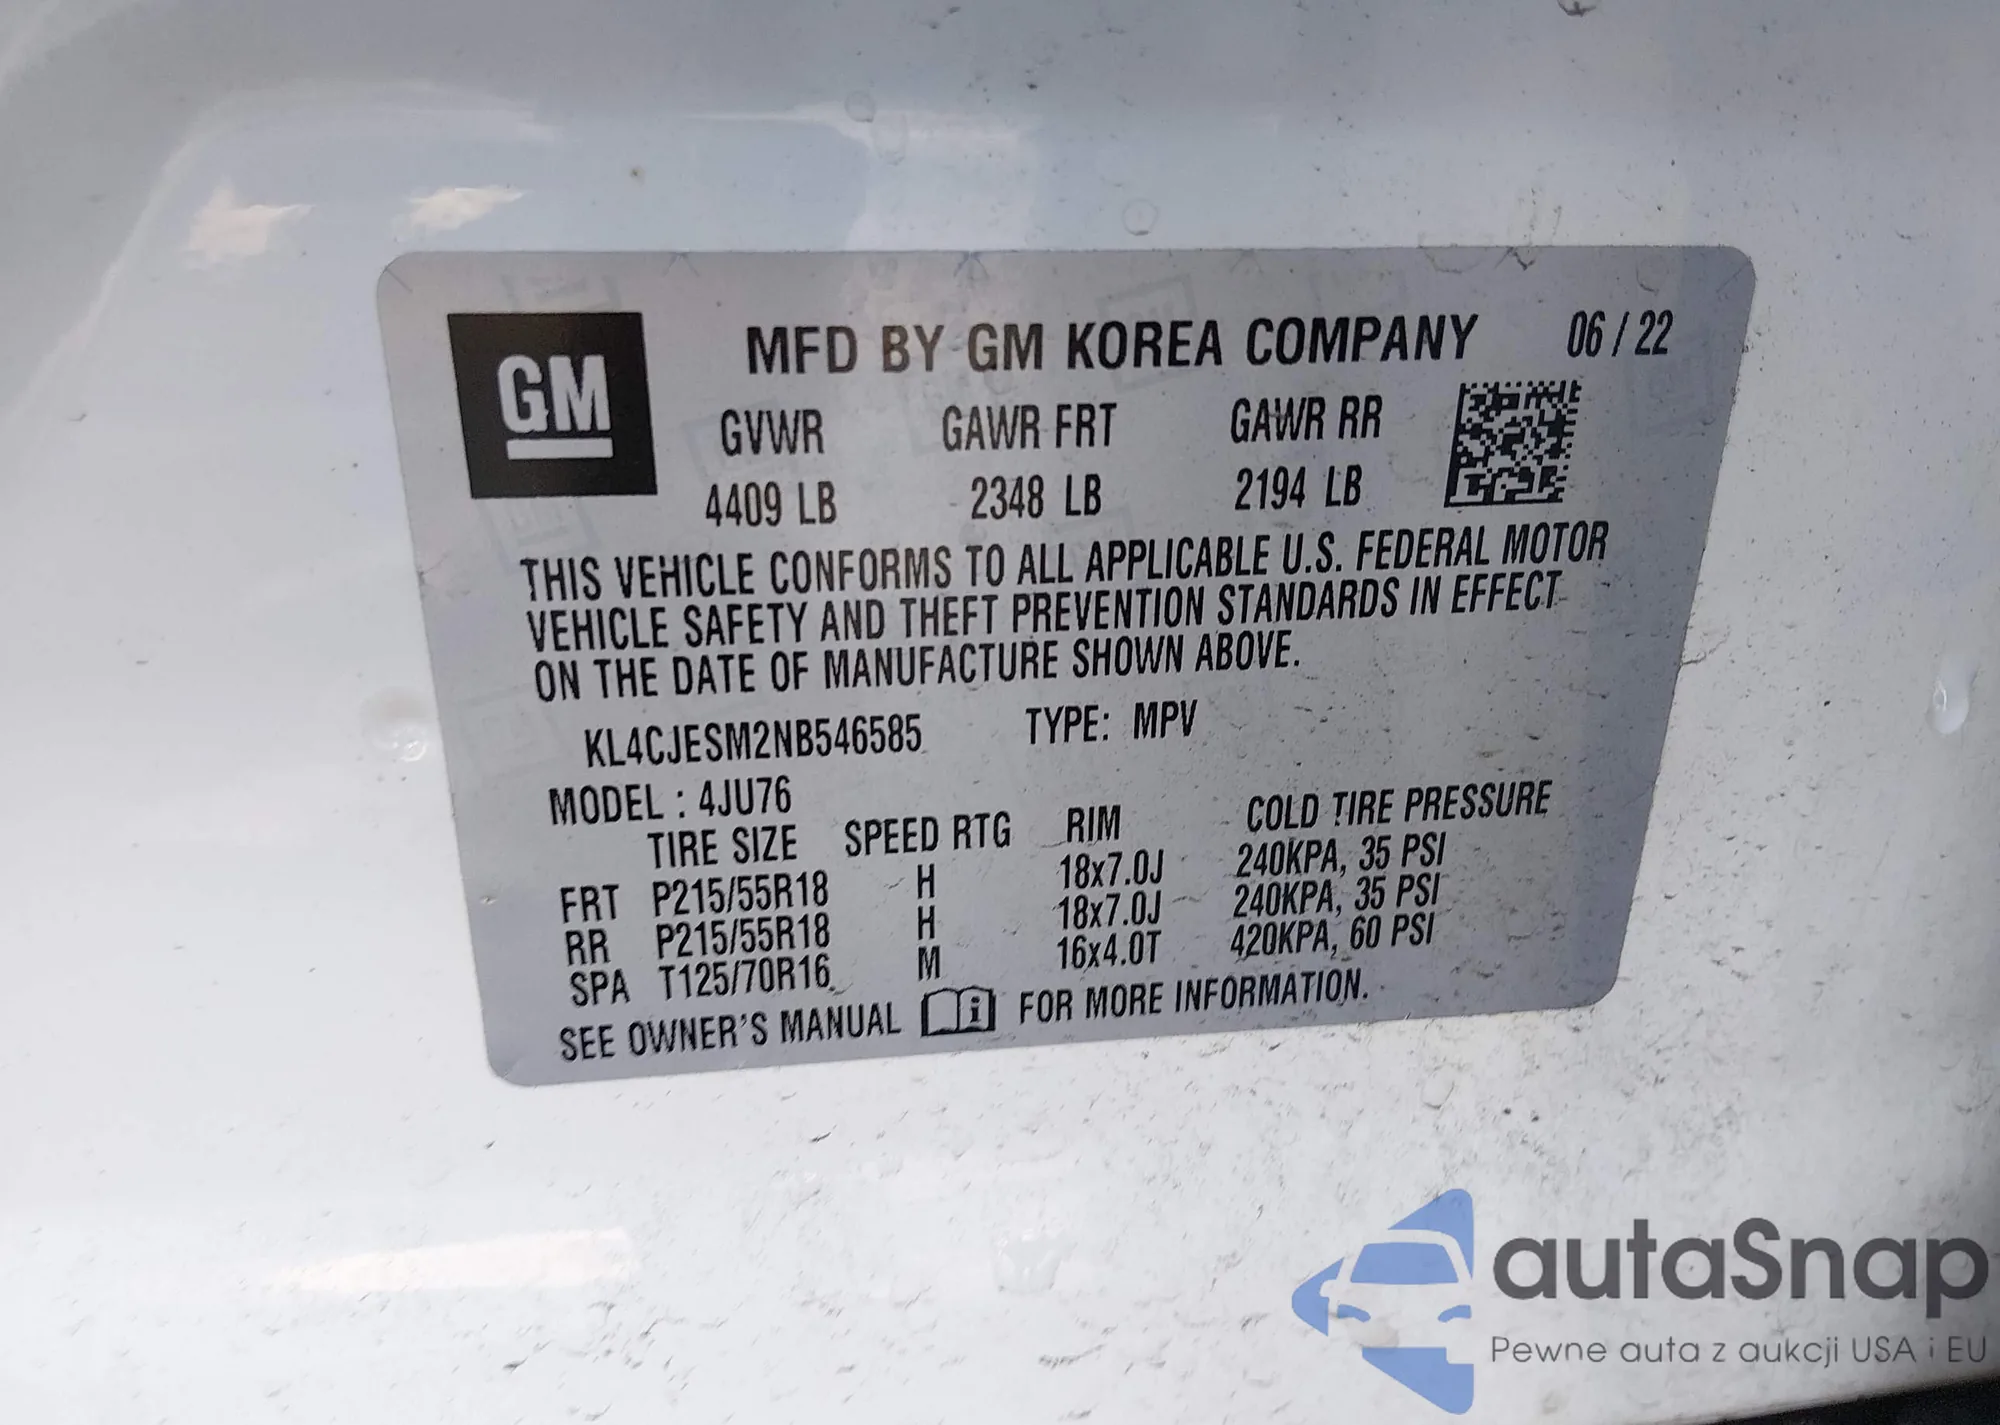 GM
MFD BY GM KOREA COMPANY 06 / 22
GVWR GAWR FRT GAWR RR
4409 LB 2348 LB 2194 LB
THIS VEHICLE CONFORMS TO ALL APPLICABLE U.S. FEDERAL MOTOR
VEHICLE SAFETY AND THEFT PREVENTION STANDARDS IN EFFECT
ON THE DATE OF MANUFACTURE SHOWN ABOVE.
KL4CJESM2NB546585 TYPE: MPV
MODEL : 4JU76
TIRE SIZE SPEED RTG RIM COLD TIRE PRESSURE
FRT P215/55R18 H 18x7.0J 240KPA, 35 PSI
RR P215/55R18 H 18x7.0J 240KPA, 35 PSI
SPA T125/70R16 M 16x4.0T 420KPA, 60 PSI
SEE OWNER'S MANUAL i FOR MORE INFORMATION.
autaSnap
Pewne auta z aukcji USA i EU